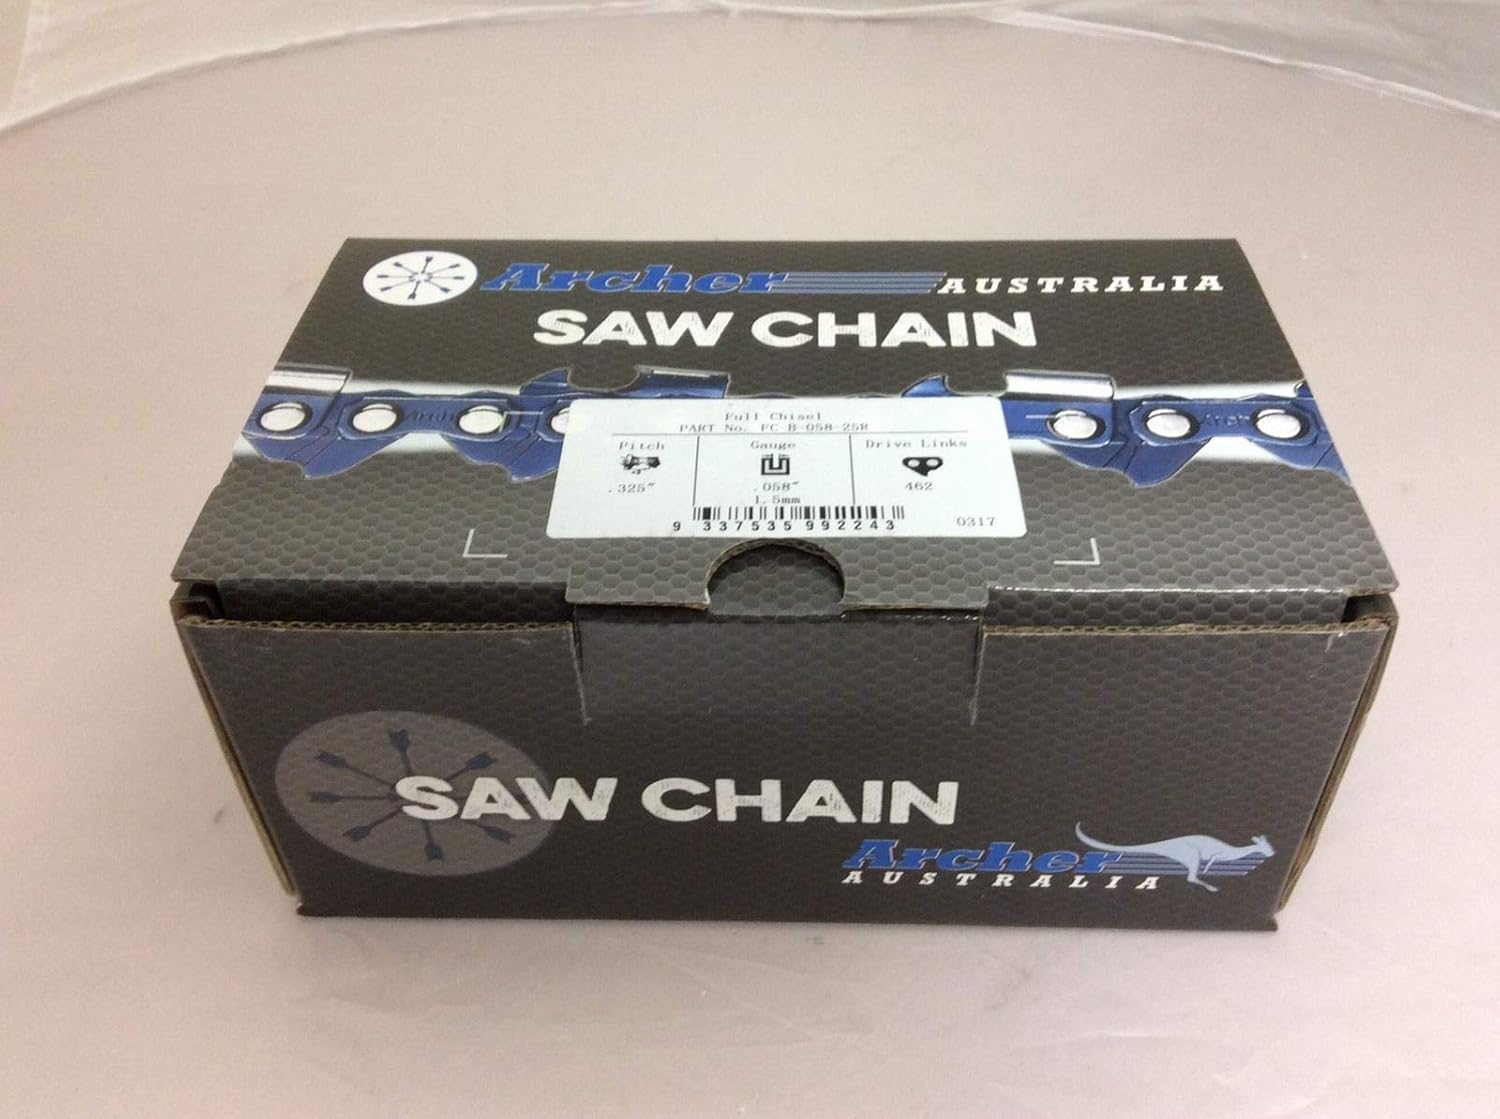 Archer AUSTRALIA
SAW CHAIN
Full Chisel
PART No. FC-B-058-25R
Pitch Gauge Drive Links
.325" .058" 462
1.5mm
9 337535 992243 0317
SAW CHAIN
Archer
AUSTRALIA